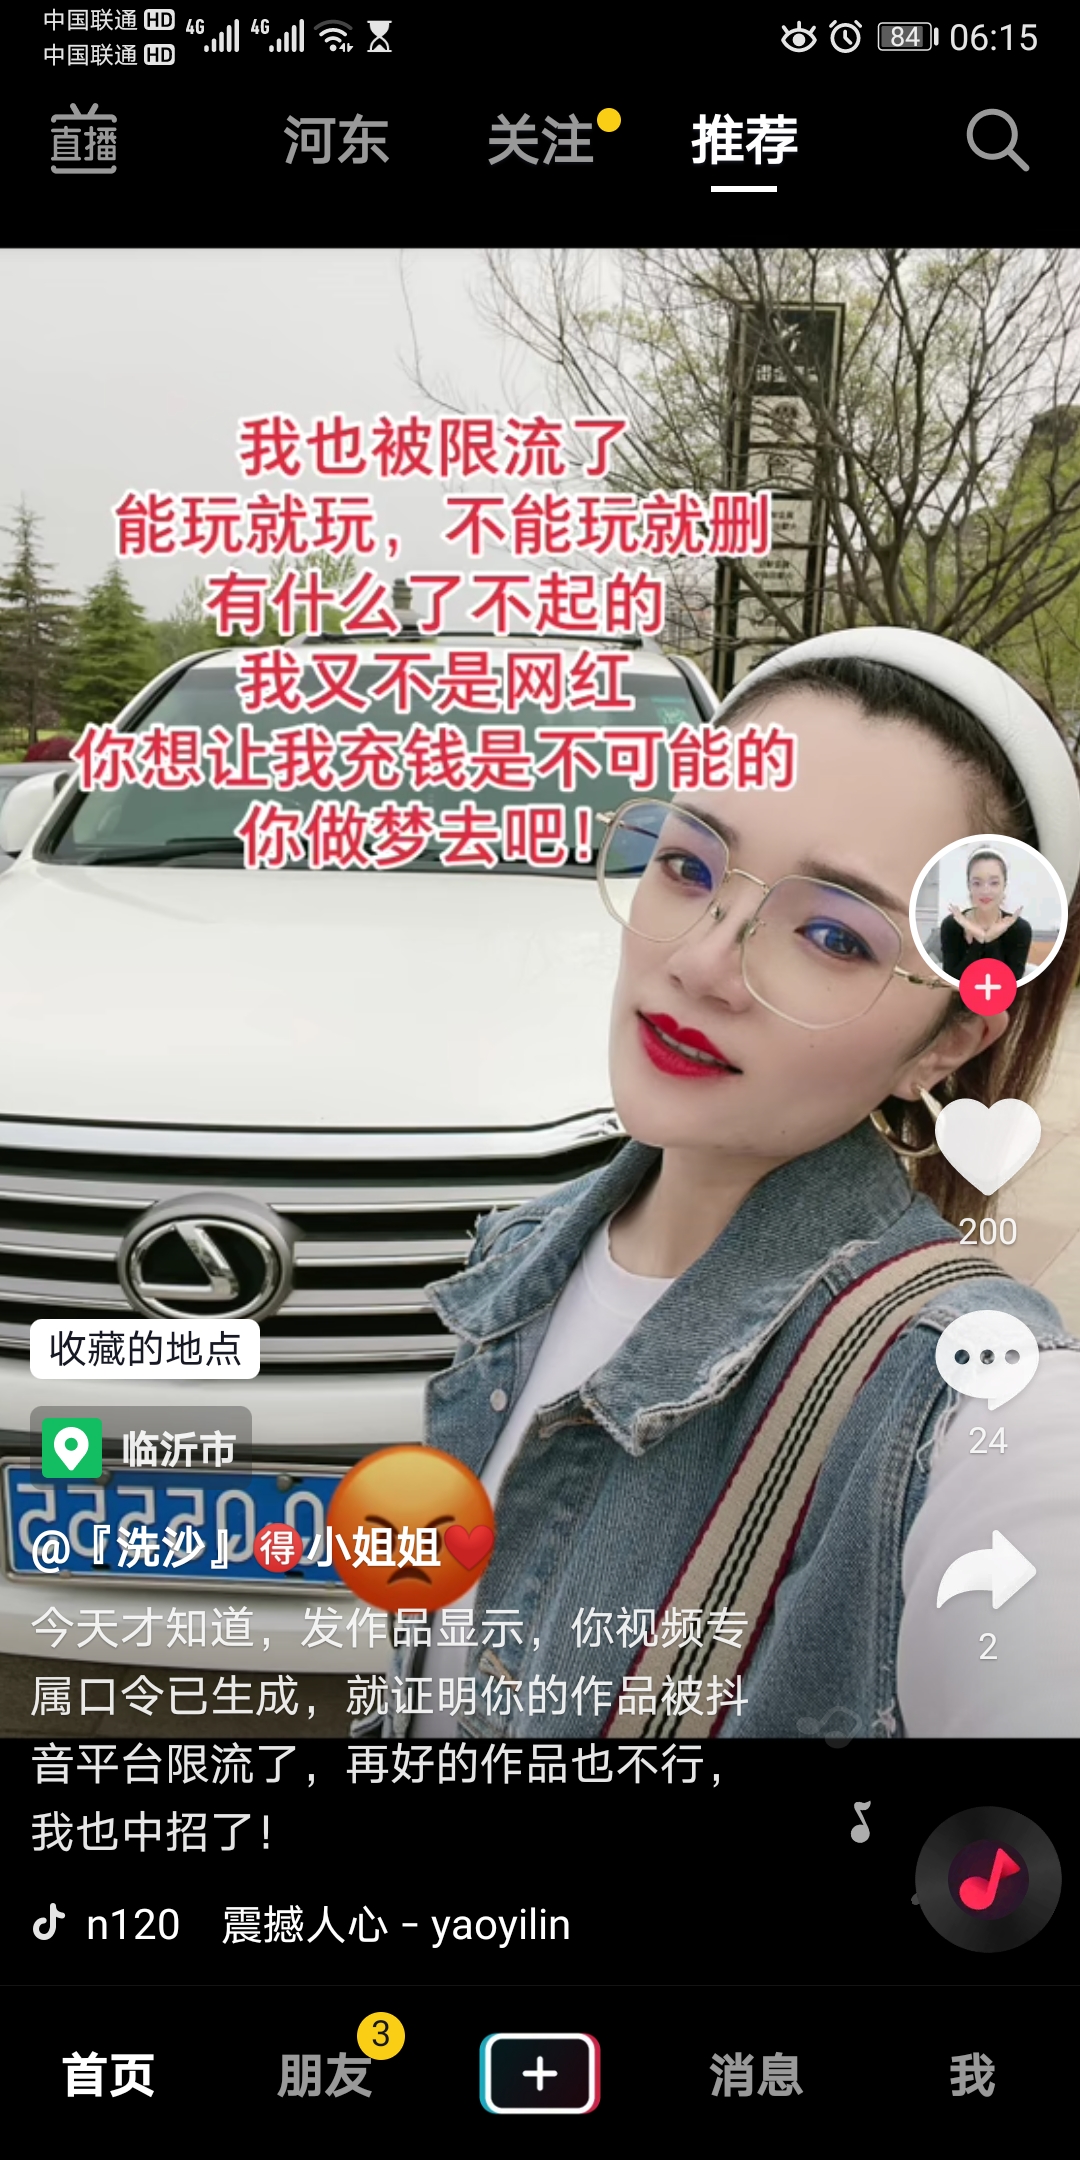 中国联通 HD 4G 4G
中国联通 HD
84 06:15
直播 河东 关注 推荐
我也被限流了
能玩就玩，不能玩就删
有什么了不起的
我又不是网红
你想让我充钱是不可能的
你做梦去吧！
200
收藏的地点
24
临沂市
@『洗沙』得小姐姐
2
今天才知道，发作品显示，你视频专
属口令已生成，就证明你的作品被抖
音平台限流了，再好的作品也不行，
我也中招了！
n120 震撼人心 - yaoyilin
首页 朋友 3 消息 我